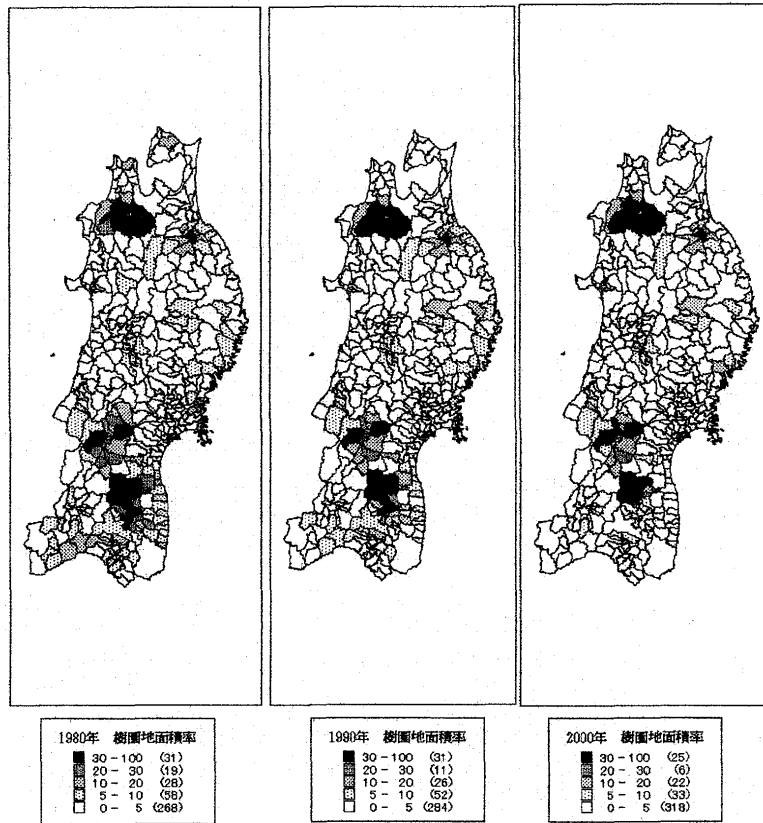 1980年 樹園地面積率
30-100 (31)
20- 30 (19)
10- 20 (28)
5- 10 (58)
0- 5 (268)
1990年 樹園地面積率
30-100 (31)
20- 30 (11)
10- 20 (26)
5- 10 (52)
0- 5 (284)
2000年 樹園地面積率
30-100 (25)
20- 30 (6)
10- 20 (22)
5- 10 (33)
0- 5 (318)